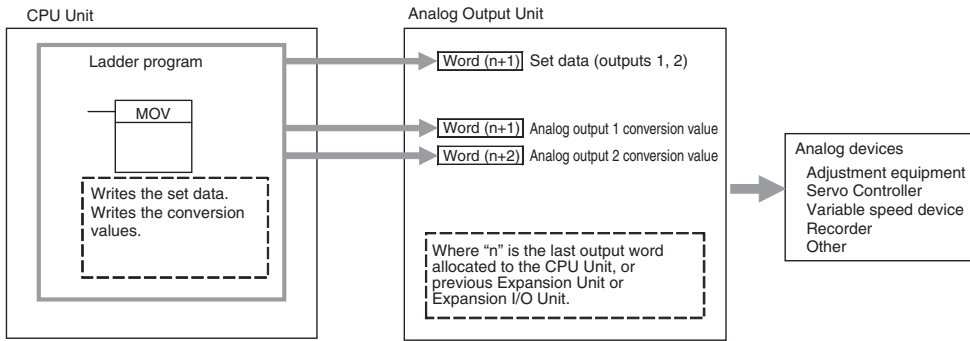 CPU Unit
Ladder program
MOV
Writes the set data.
Writes the conversion
values.
Analog Output Unit
Word (n+1) Set data (outputs 1, 2)
Word (n+1) Analog output 1 conversion value
Word (n+2) Analog output 2 conversion value
Where “n” is the last output word
allocated to the CPU Unit, or
previous Expansion Unit or
Expansion I/O Unit.
Analog devices
Adjustment equipment
Servo Controller
Variable speed device
Recorder
Other